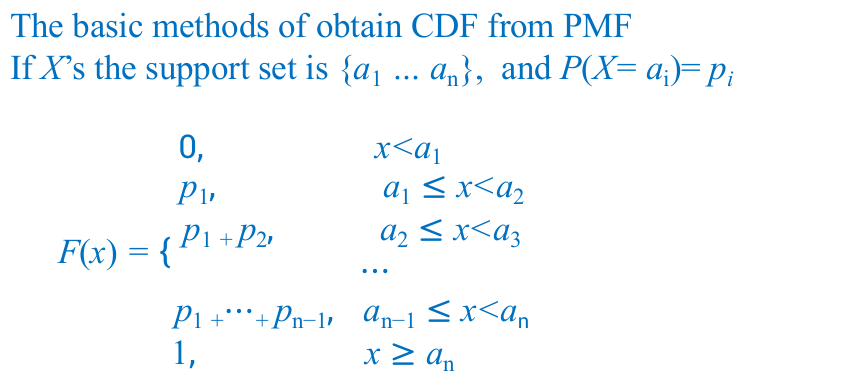 The basic methods of obtain CDF from PMF
If X's the support set is {a₁ ... aₙ}, and P(X= aᵢ)= pᵢ
0, x<a₁
p₁, a₁ ≤ x<a₂
F(x) = { p₁ + p₂, a₂ ≤ x<a₃
...
p₁ +···+ pₙ₋₁, aₙ₋₁ ≤ x<aₙ
1, x ≥ aₙ